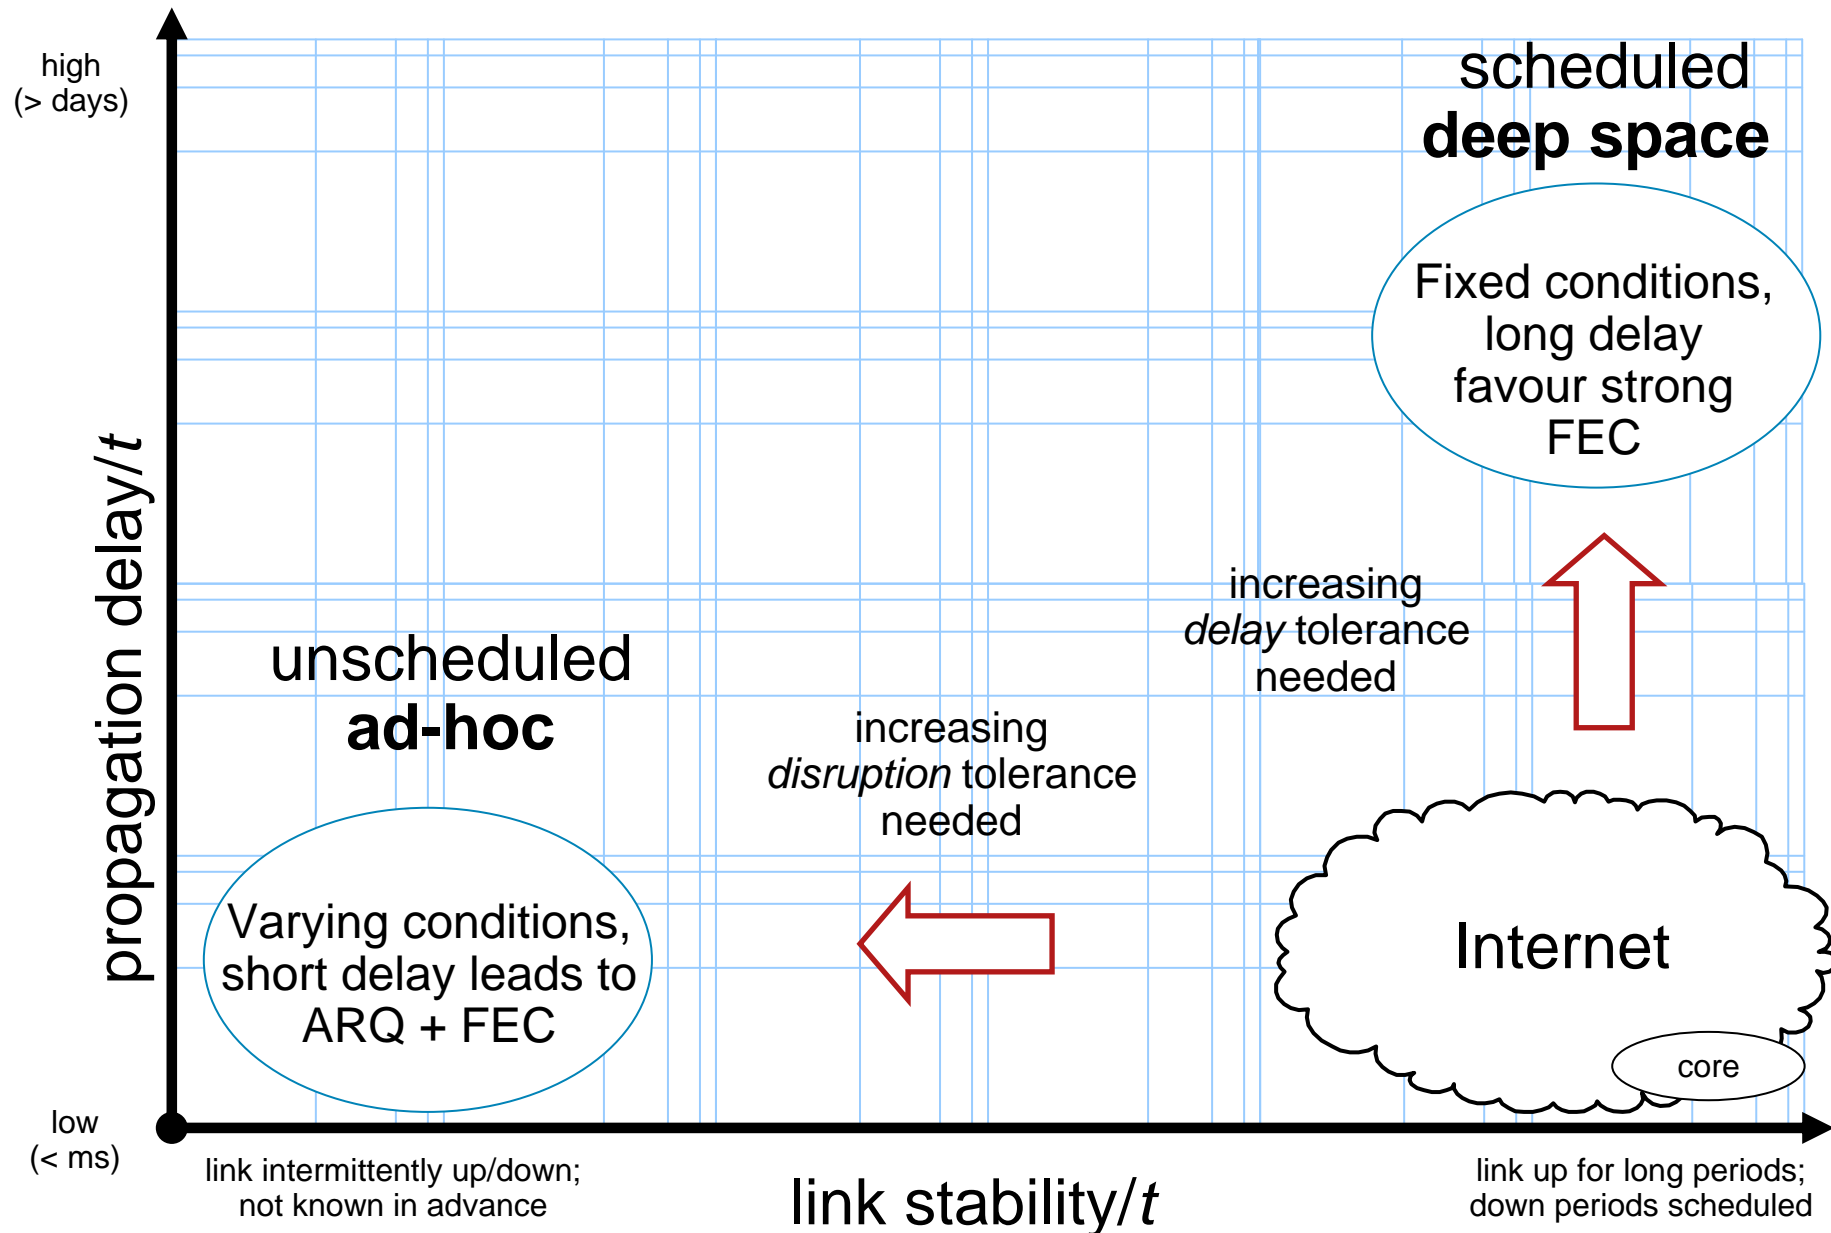 high
(> days)
scheduled
deep space
Fixed conditions,
long delay
favour strong
FEC
propagation delay/t
increasing
delay tolerance
needed
unscheduled
ad-hoc
increasing
disruption tolerance
needed
Varying conditions,
short delay leads to
ARQ + FEC
Internet
core
low
(< ms)
link intermittently up/down;
not known in advance
link stability/t
link up for long periods;
down periods scheduled